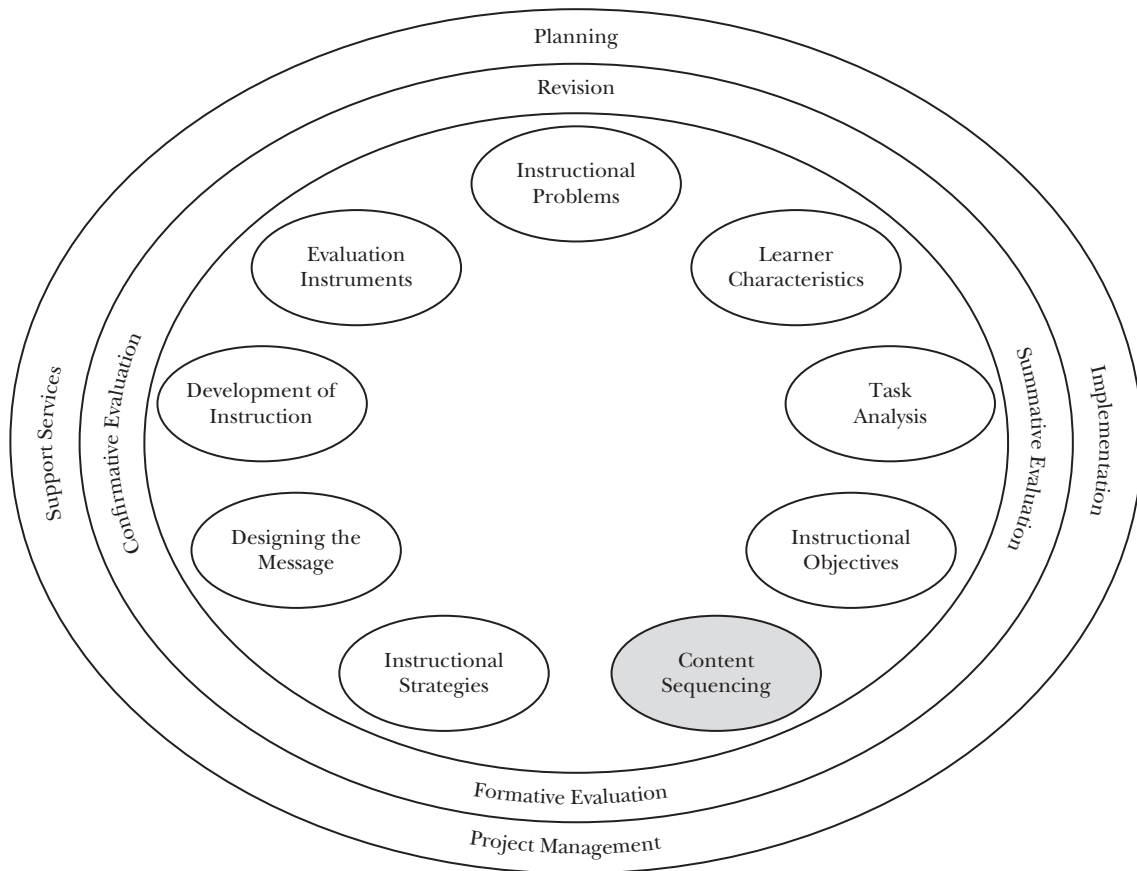 Planning
Revision
Instructional
Problems
Evaluation
Instruments
Learner
Characteristics
Development of
Instruction
Task
Analysis
Support Services
Confirmative Evaluation
Summative Evaluation
Implementation
Designing the
Message
Instructional
Objectives
Instructional
Strategies
Content
Sequencing
Formative Evaluation
Project Management